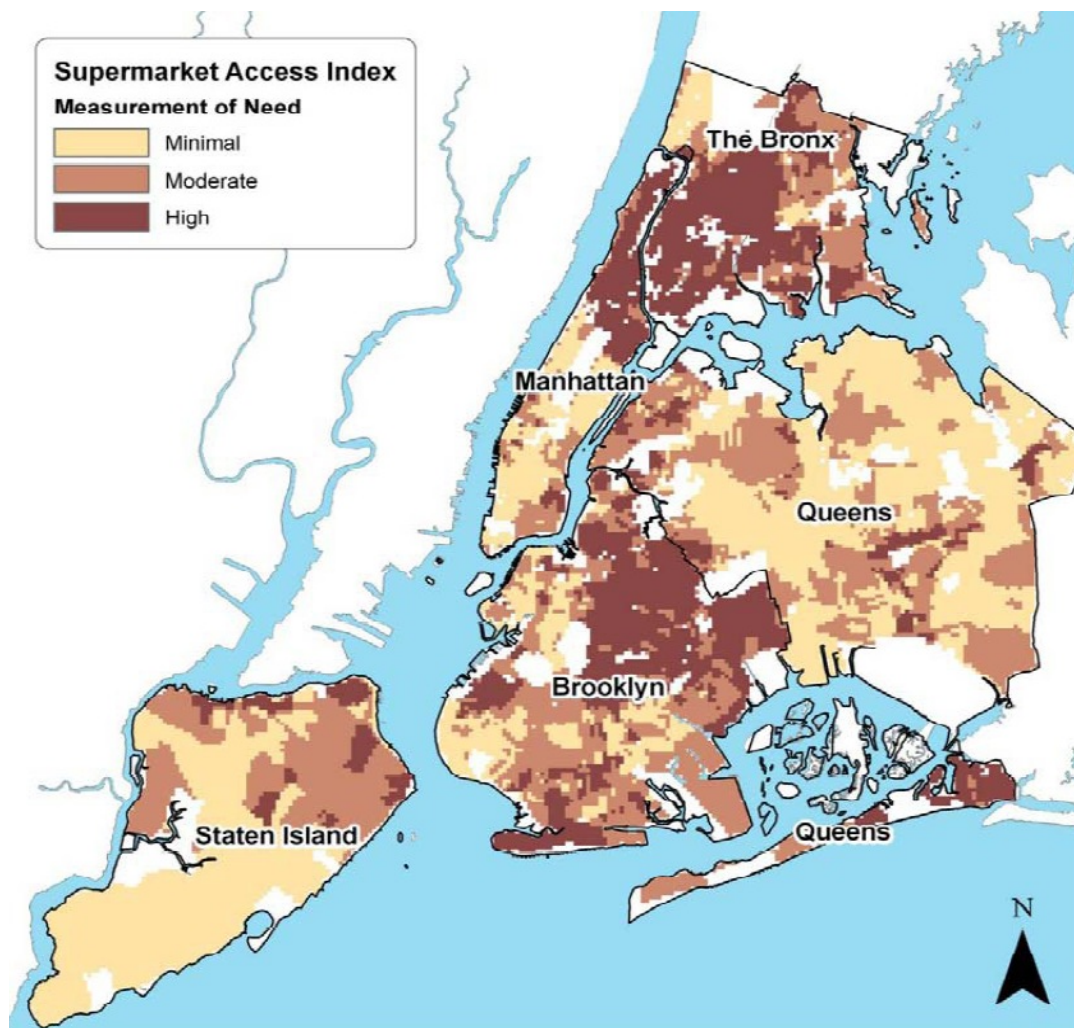 Supermarket Access Index
Measurement of Need
Minimal
Moderate
High
The Bronx
Manhattan
Queens
Brooklyn
Staten Island
Queens
N